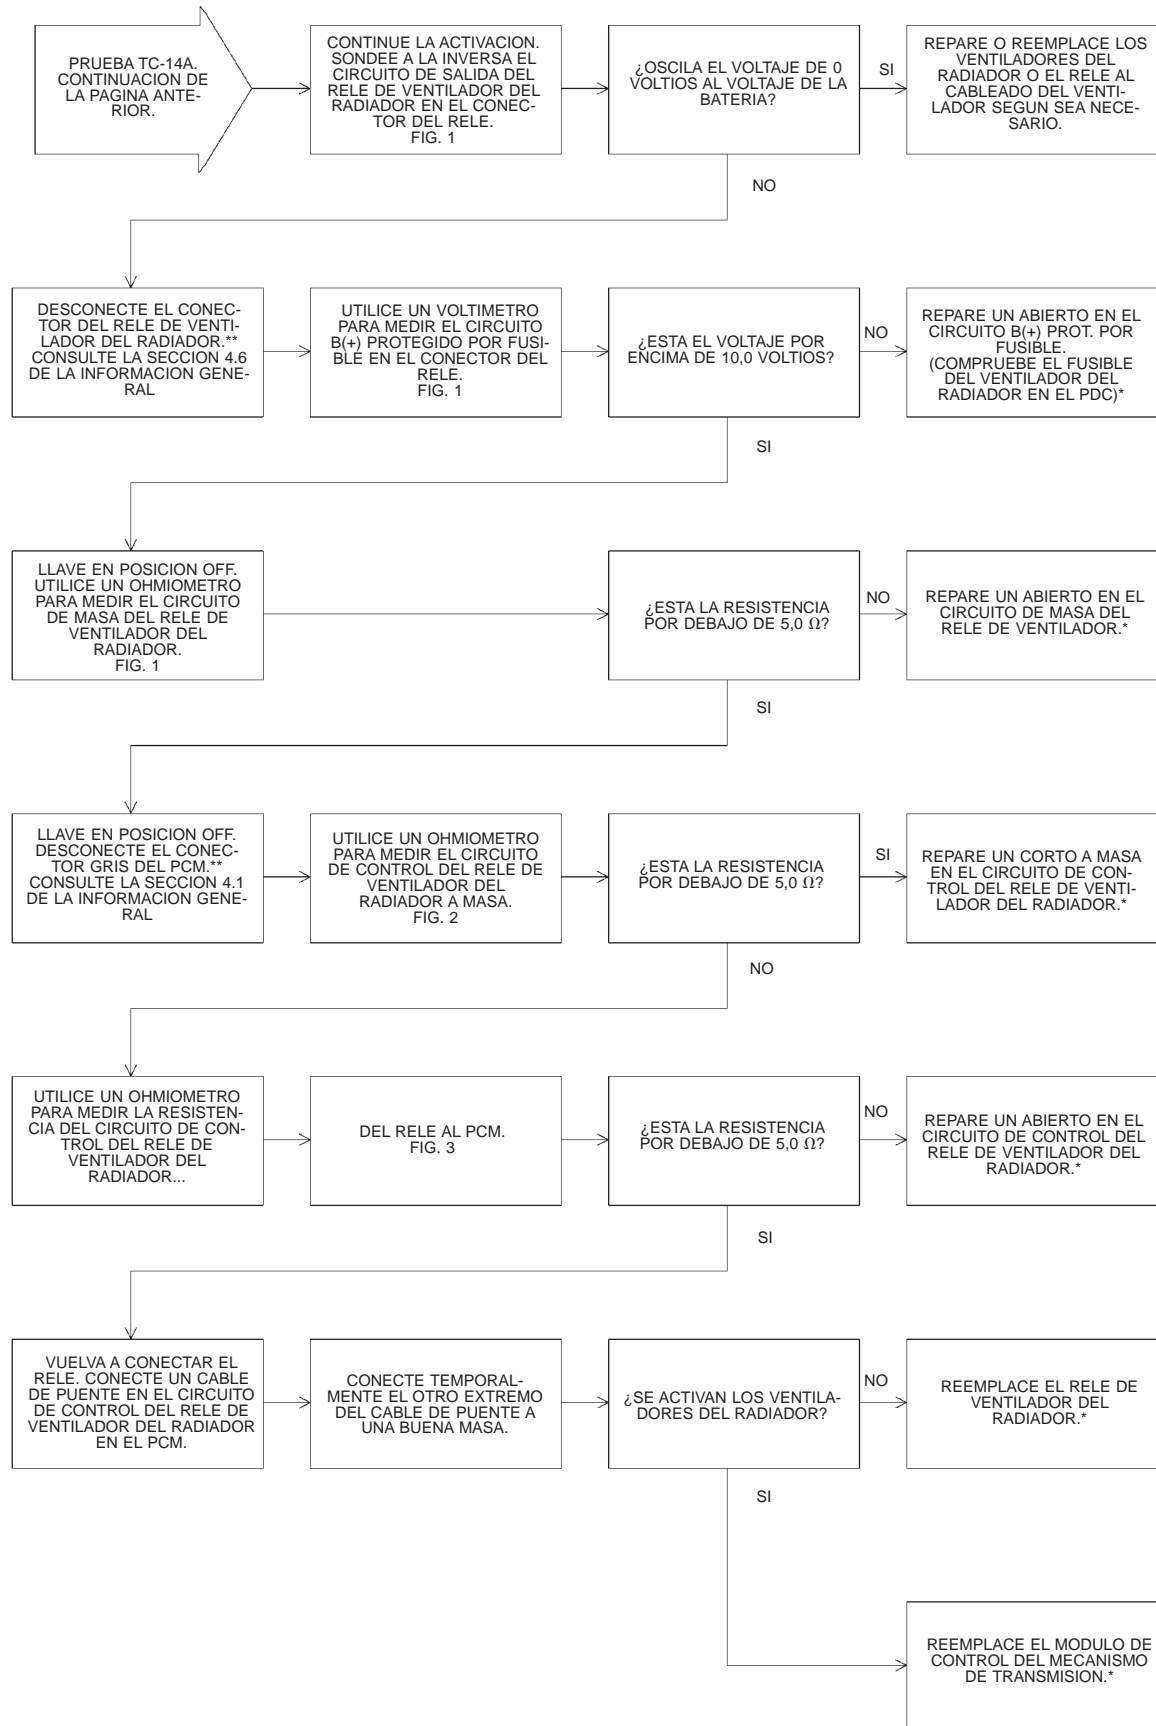 PRUEBA TC-14A.
CONTINUACION DE
LA PAGINA ANTE-
RIOR.
CONTINUE LA ACTIVACION.
SONDEE A LA INVERSA EL
CIRCUITO DE SALIDA DEL
RELE DE VENTILADOR DEL
RADIADOR EN EL CONEC-
TOR DEL RELE.
FIG. 1
¿OSCILA EL VOLTAJE DE 0
VOLTIOS AL VOLTAJE DE LA
BATERIA?
SI
REPARE O REEMPLACE LOS
VENTILADORES DEL
RADIADOR O EL RELE AL
CABLEADO DEL VENTI-
LADOR SEGUN SEA NECE-
SARIO.
NO
DESCONECTE EL CONEC-
TOR DEL RELE DE VENTI-
LADOR DEL RADIADOR.**
CONSULTE LA SECCION 4.6
DE LA INFORMACION GENE-
RAL
UTILICE UN VOLTIMETRO
PARA MEDIR EL CIRCUITO
B(+) PROTEGIDO POR FUSI-
BLE EN EL CONECTOR DEL
RELE.
FIG. 1
¿ESTA EL VOLTAJE POR
ENCIMA DE 10,0 VOLTIOS?
NO
REPARE UN ABIERTO EN EL
CIRCUITO B(+) PROT. POR
FUSIBLE.
(COMPRUEBE EL FUSIBLE
DEL VENTILADOR DEL
RADIADOR EN EL PDC)*
SI
LLAVE EN POSICION OFF.
UTILICE UN OHMIOMETRO
PARA MEDIR EL CIRCUITO
DE MASA DEL RELE DE
VENTILADOR DEL
RADIADOR.
FIG. 1
¿ESTA LA RESISTENCIA
POR DEBAJO DE 5,0 Ω?
NO
REPARE UN ABIERTO EN EL
CIRCUITO DE MASA DEL
RELE DE VENTILADOR.*
SI
LLAVE EN POSICION OFF.
DESCONECTE EL CONEC-
TOR GRIS DEL PCM.**
CONSULTE LA SECCION 4.1
DE LA INFORMACION GENE-
RAL
UTILICE UN OHMIOMETRO
PARA MEDIR EL CIRCUITO
DE CONTROL DEL RELE DE
VENTILADOR DEL
RADIADOR A MASA.
FIG. 2
¿ESTA LA RESISTENCIA
POR DEBAJO DE 5,0 Ω?
SI
REPARE UN CORTO A MASA
EN EL CIRCUITO DE CON-
TROL DEL RELE DE VENTI-
LADOR DEL RADIADOR.*
NO
UTILICE UN OHMIOMETRO
PARA MEDIR LA RESISTEN-
CIA DEL CIRCUITO DE CON-
TROL DEL RELE DE
VENTILADOR DEL
RADIADOR...
DEL RELE AL PCM.
FIG. 3
¿ESTA LA RESISTENCIA
POR DEBAJO DE 5,0 Ω?
NO
REPARE UN ABIERTO EN EL
CIRCUITO DE CONTROL DEL
RELE DE VENTILADOR DEL
RADIADOR.*
SI
VUELVA A CONECTAR EL
RELE. CONECTE UN CABLE
DE PUENTE EN EL CIRCUITO
DE CONTROL DEL RELE DE
VENTILADOR DEL RADIADOR
EN EL PCM.
CONECTE TEMPORAL-
MENTE EL OTRO EXTREMO
DEL CABLE DE PUENTE A
UNA BUENA MASA.
¿SE ACTIVAN LOS VENTILA-
DORES DEL RADIADOR?
NO
REEMPLACE EL RELE DE
VENTILADOR DEL
RADIADOR.*
SI
REEMPLACE EL MODULO DE
CONTROL DEL MECANISMO
DE TRANSMISION.*